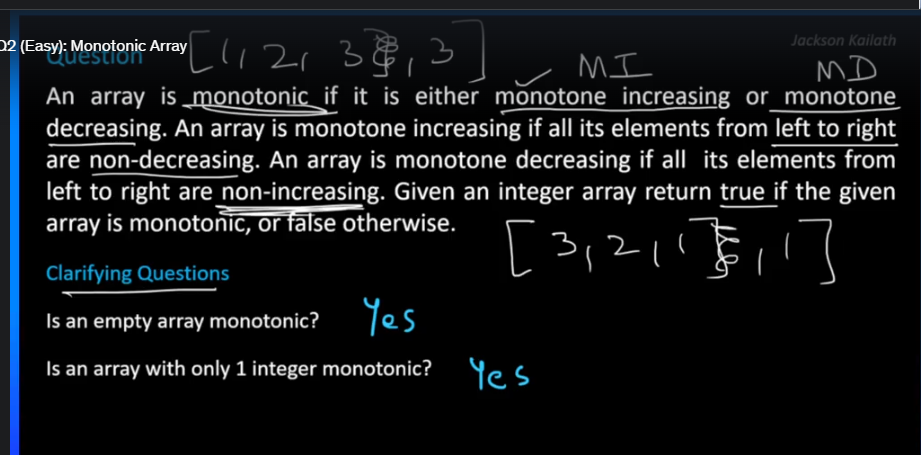 Q2 (Easy): Monotonic Array
Jackson Kailath
Question
[1, 2, 3, 3]
MI
MD
An array is monotonic if it is either monotone increasing or monotone
decreasing. An array is monotone increasing if all its elements from left to right
are non-decreasing. An array is monotone decreasing if all its elements from
left to right are non-increasing. Given an integer array return true if the given
array is monotonic, or false otherwise.
[3, 2, 1, 1]
Clarifying Questions
Is an empty array monotonic? Yes
Is an array with only 1 integer monotonic? Yes